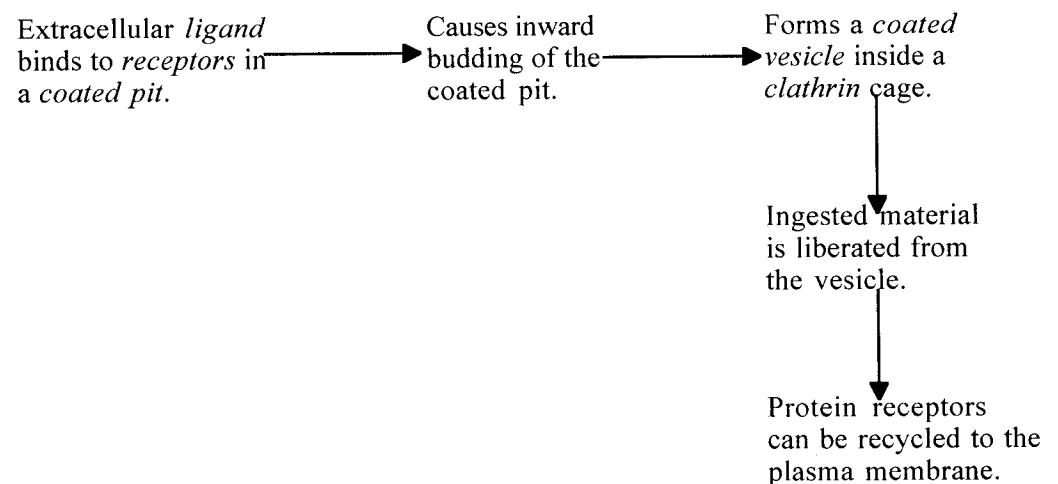 Extracellular ligand
binds to receptors in
a coated pit.
Causes inward
budding of the
coated pit.
Forms a coated
vesicle inside a
clathrin cage.
Ingested material
is liberated from
the vesicle.
Protein receptors
can be recycled to the
plasma membrane.